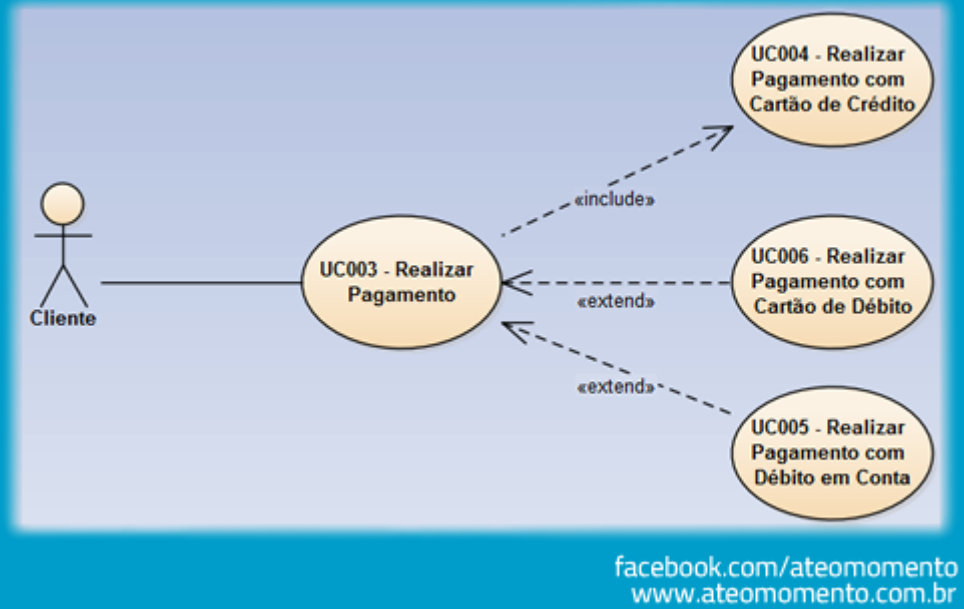 UC004 - Realizar
Pagamento com
Cartão de Crédito
«include»
UC003 - Realizar
Pagamento
UC006 - Realizar
Pagamento com
Cartão de Débito
«extend»
Cliente
«extend»
UC005 - Realizar
Pagamento com
Débito em Conta
facebook.com/ateomomento
www.ateomomento.com.br